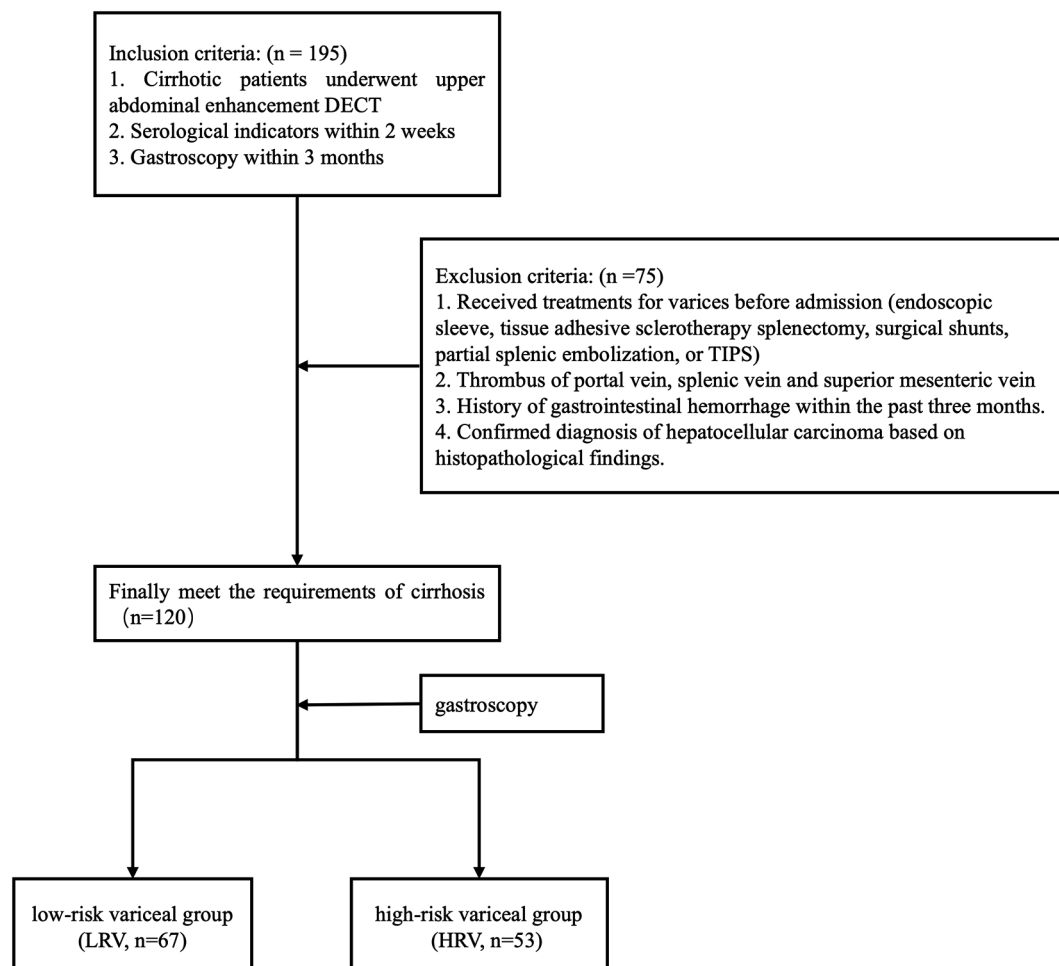 Inclusion criteria: (n = 195)
1. Cirrhotic patients underwent upper
abdominal enhancement DECT
2. Serological indicators within 2 weeks
3. Gastroscopy within 3 months
Exclusion criteria: (n =75)
1. Received treatments for varices before admission (endoscopic
sleeve, tissue adhesive sclerotherapy splenectomy, surgical shunts,
partial splenic embolization, or TIPS)
2. Thrombus of portal vein, splenic vein and superior mesenteric vein
3. History of gastrointestinal hemorrhage within the past three months.
4. Confirmed diagnosis of hepatocellular carcinoma based on
histopathological findings.
Finally meet the requirements of cirrhosis
（n=120）
gastroscopy
low-risk variceal group
(LRV, n=67)
high-risk variceal group
(HRV, n=53)